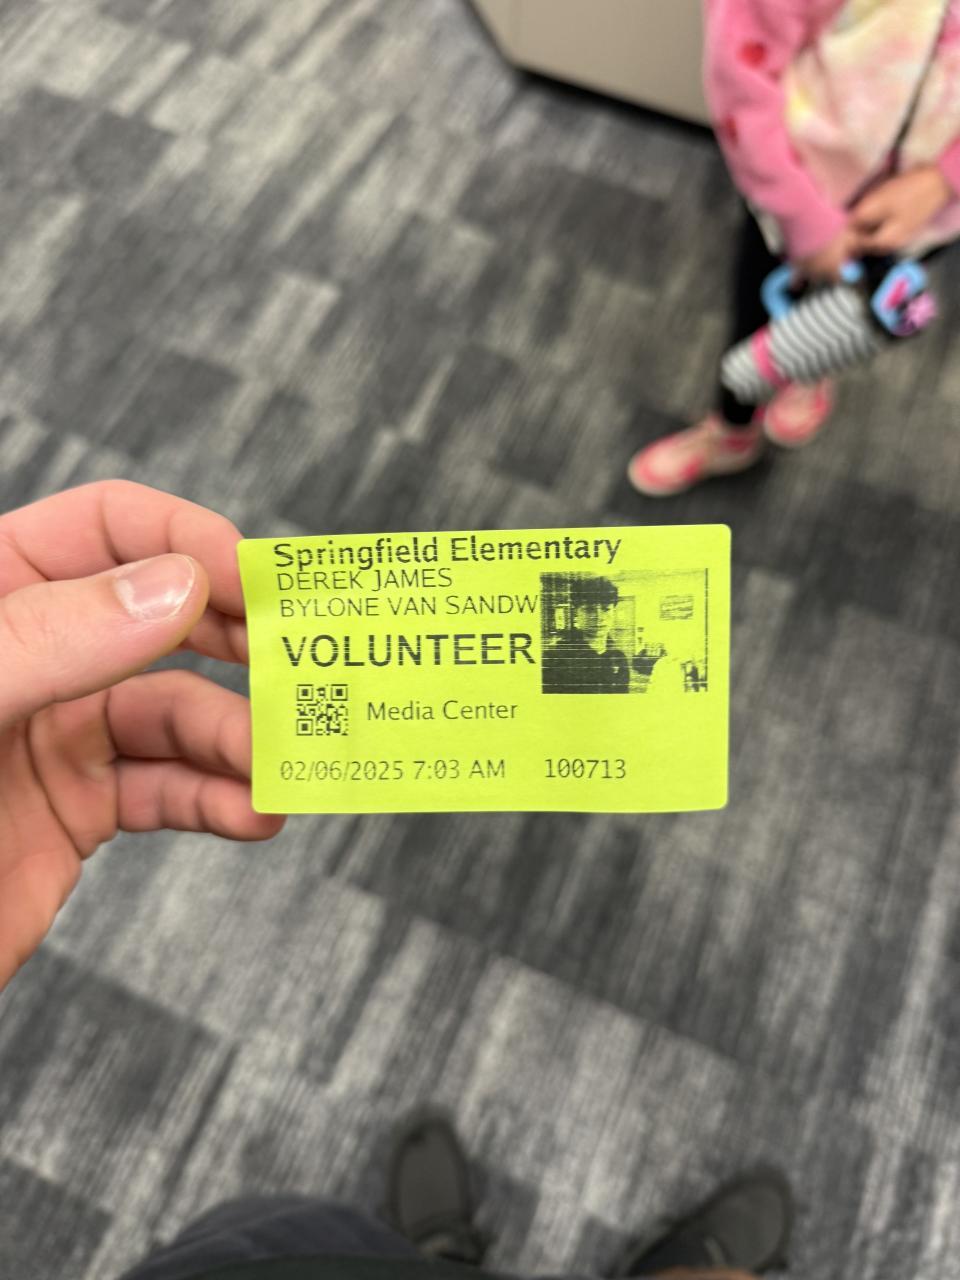 Springfield Elementary
DEREK JAMES
BYLONE VAN SANDW
VOLUNTEER
Media Center
02/06/2025 7:03 AM 100713